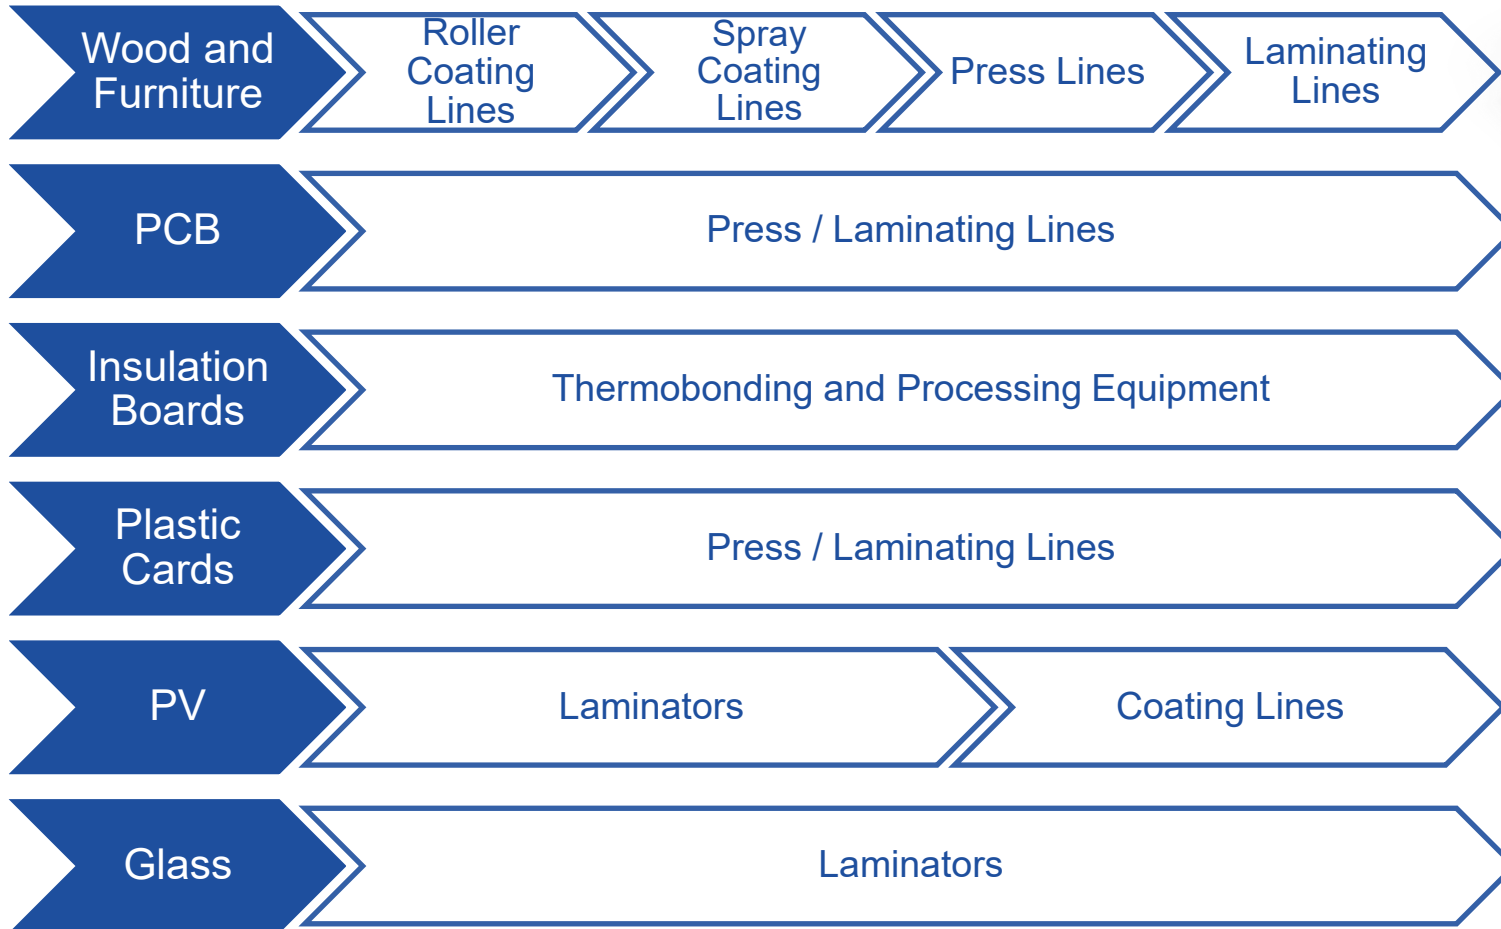 Wood and
Furniture
Roller
Coating
Lines
Spray
Coating
Lines
Press Lines
Laminating
Lines
PCB
Press / Laminating Lines
Insulation
Boards
Thermobonding and Processing Equipment
Plastic
Cards
Press / Laminating Lines
PV
Laminators
Coating Lines
Glass
Laminators